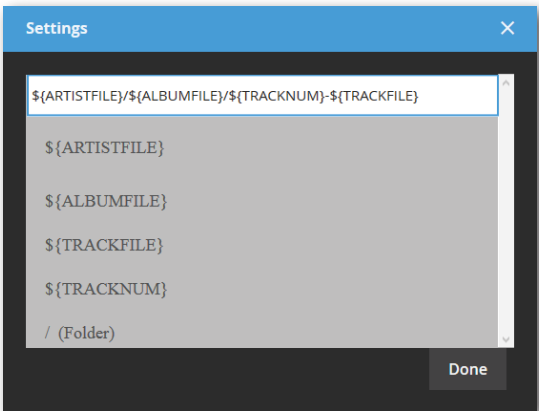 Settings
${ARTISTFILE}/${ALBUMFILE}/${TRACKNUM}-${TRACKFILE}
${ARTISTFILE}
${ALBUMFILE}
${TRACKFILE}
${TRACKNUM}
/ (Folder)
Done